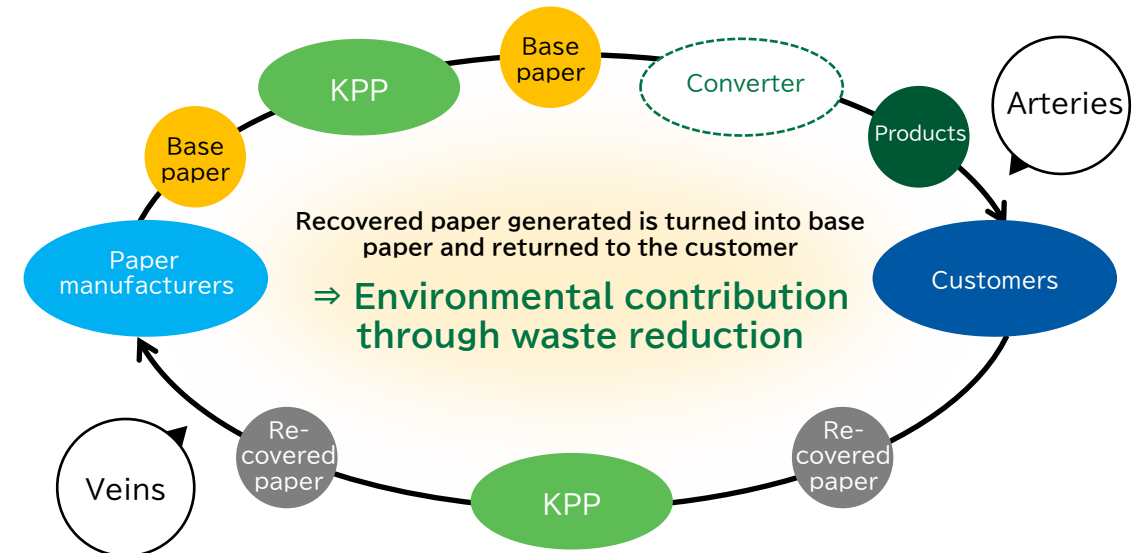 Base
paper
KPP
Converter
Arteries
Products
Base
paper
Recovered paper generated is turned into base
paper and returned to the customer
Paper
manufacturers
Customers
⇒ Environmental contribution
through waste reduction
Re-
covered
paper
Re-
covered
paper
Veins
KPP